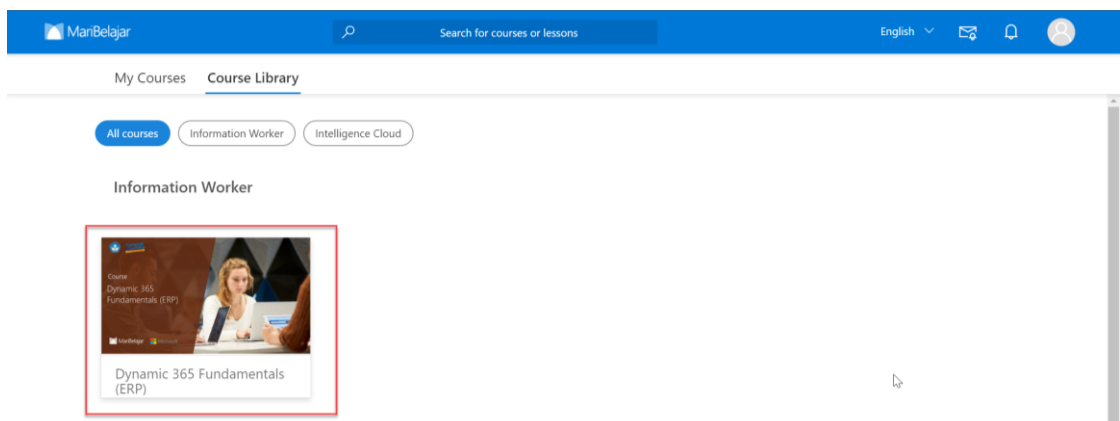 MariBelajar
Search for courses or lessons
English
My Courses
Course Library
All courses
Information Worker
Intelligence Cloud
Information Worker
Course
Dynamic 365
Fundamentals (ERP)
MariBelajar
Microsoft
Dynamic 365 Fundamentals
(ERP)